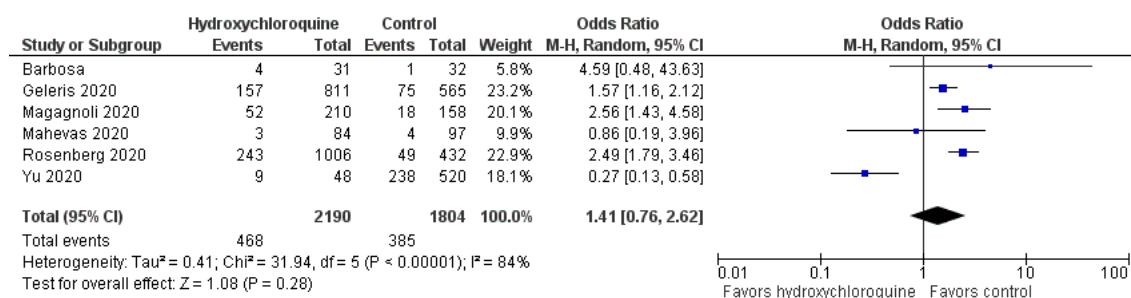 Hydroxychloroquine Control Odds Ratio Odds Ratio
Study or Subgroup Events Total Events Total Weight M-H, Random, 95% CI M-H, Random, 95% CI
Barbosa 4 31 1 32 5.8% 4.59 [0.48, 43.63]
Geleris 2020 157 811 75 565 23.2% 1.57 [1.16, 2.12]
Magagnoli 2020 52 210 18 158 20.1% 2.56 [1.43, 4.58]
Mahevas 2020 3 84 4 97 9.9% 0.86 [0.19, 3.96]
Rosenberg 2020 243 1006 49 432 22.9% 2.49 [1.79, 3.46]
Yu 2020 9 48 238 520 18.1% 0.27 [0.13, 0.58]
Total (95% CI) 2190 1804 100.0% 1.41 [0.76, 2.62]
Total events 468 385
Heterogeneity: Tau² = 0.41; Chi² = 31.94, df = 5 (P < 0.00001); I² = 84%
Test for overall effect: Z = 1.08 (P = 0.28)
0.01 0.1 1 10 100
Favors hydroxychloroquine Favors control